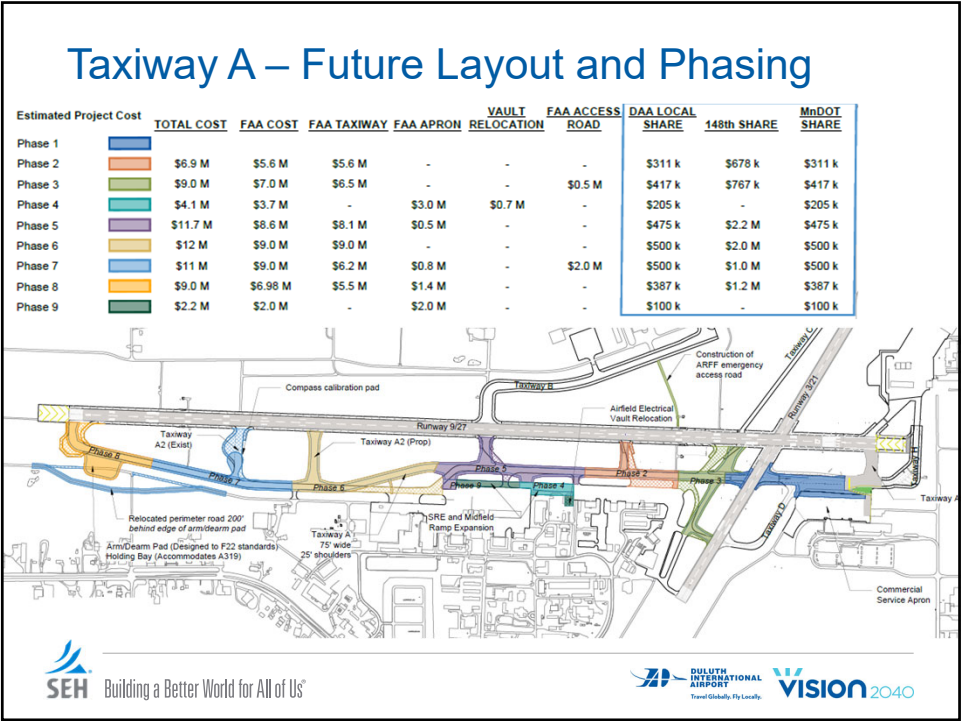 Taxiway A – Future Layout and Phasing
Estimated Project Cost
TOTAL COST FAA COST FAA TAXIWAY FAA APRON VAULT RELOCATION FAA ACCESS ROAD DAA LOCAL SHARE 148th SHARE MnDOT SHARE
Phase 1
Phase 2 $6.9 M $5.6 M $5.6 M - - - $311 k $678 k $311 k
Phase 3 $9.0 M $7.0 M $6.5 M - - $0.5 M $417 k $767 k $417 k
Phase 4 $4.1 M $3.7 M - $3.0 M $0.7 M - $205 k - $205 k
Phase 5 $11.7 M $8.6 M $8.1 M $0.5 M - - $475 k $2.2 M $475 k
Phase 6 $12 M $9.0 M $9.0 M - - - $500 k $2.0 M $500 k
Phase 7 $11 M $9.0 M $6.2 M $0.8 M - $2.0 M $500 k $1.0 M $500 k
Phase 8 $9.0 M $6.98 M $5.5 M $1.4 M - - $387 k $1.2 M $387 k
Phase 9 $2.2 M $2.0 M - $2.0 M - - $100 k - $100 k
Taxiway C
Construction of
ARFF emergency
access road
Compass calibration pad
Taxiway B
Runway 3/21
Airfield Electrical
Vault Relocation
Runway 9/27
Taxiway
A2 (Exist)
Taxiway A2 (Prop)
Phase 8
Phase 7
Phase 6
Phase 5
Phase 9
Phase 4
Phase 2
Phase 3
Taxiway H
Taxiway A
Taxiway D
Relocated perimeter road 200'
behind edge of arm/dearm pad
Arm/Dearm Pad (Designed to F22 standards)
Holding Bay (Accommodates A319)
Taxiway A
75' wide
25' shoulders
SRE and Midfield
Ramp Expansion
Commercial
Service Apron
SEH Building a Better World for All of Us®
DULUTH
INTERNATIONAL
AIRPORT
Travel Globally. Fly Locally.
VISION 2040